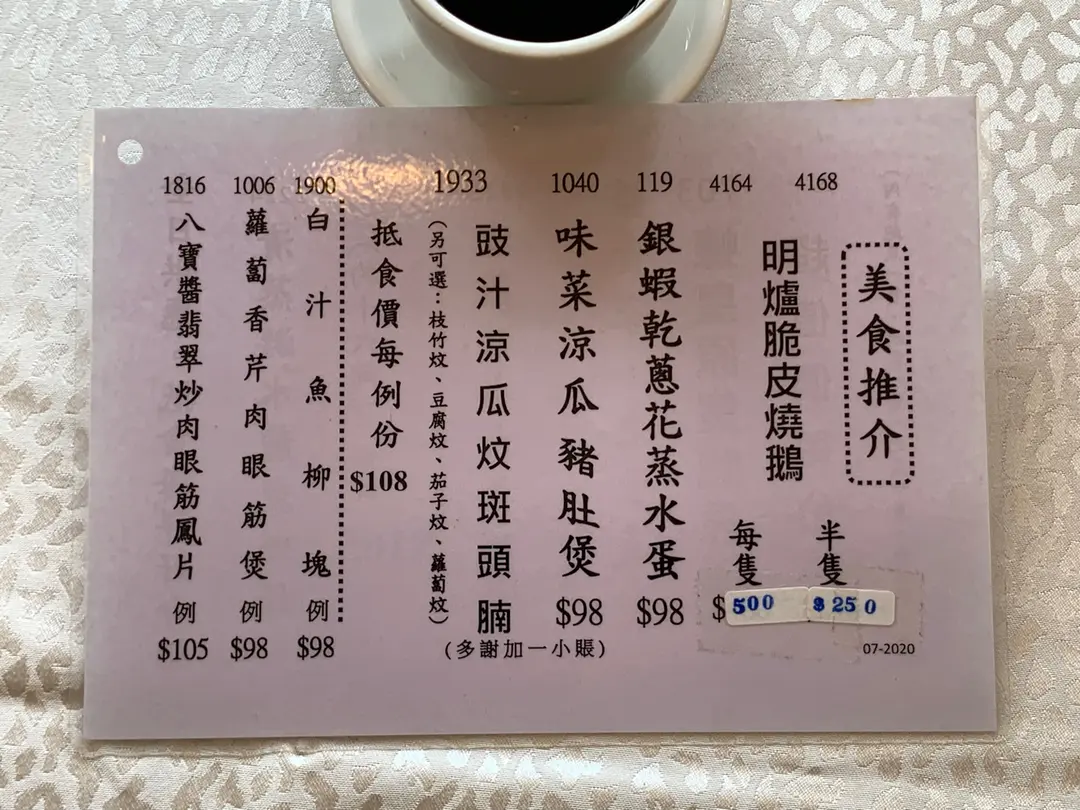 美食推介
4168
4164
明爐脆皮燒鵝
半隻
$250
每隻
$500
119
銀蝦乾蔥花蒸水蛋
$98
1040
味菜涼瓜豬肚煲
$98
1933
豉汁涼瓜炆斑頭腩
(另可選：枝竹炆、豆腐炆、茄子炆、蘿蔔炆)
抵食價每例份
$108
1900
白汁魚柳塊
例
$98
1006
蘿蔔香芹肉眼筋煲
例
$98
1816
八寶醬翡翠炒肉眼筋鳳片
例
$105
(多謝加一小賬)
07-2020